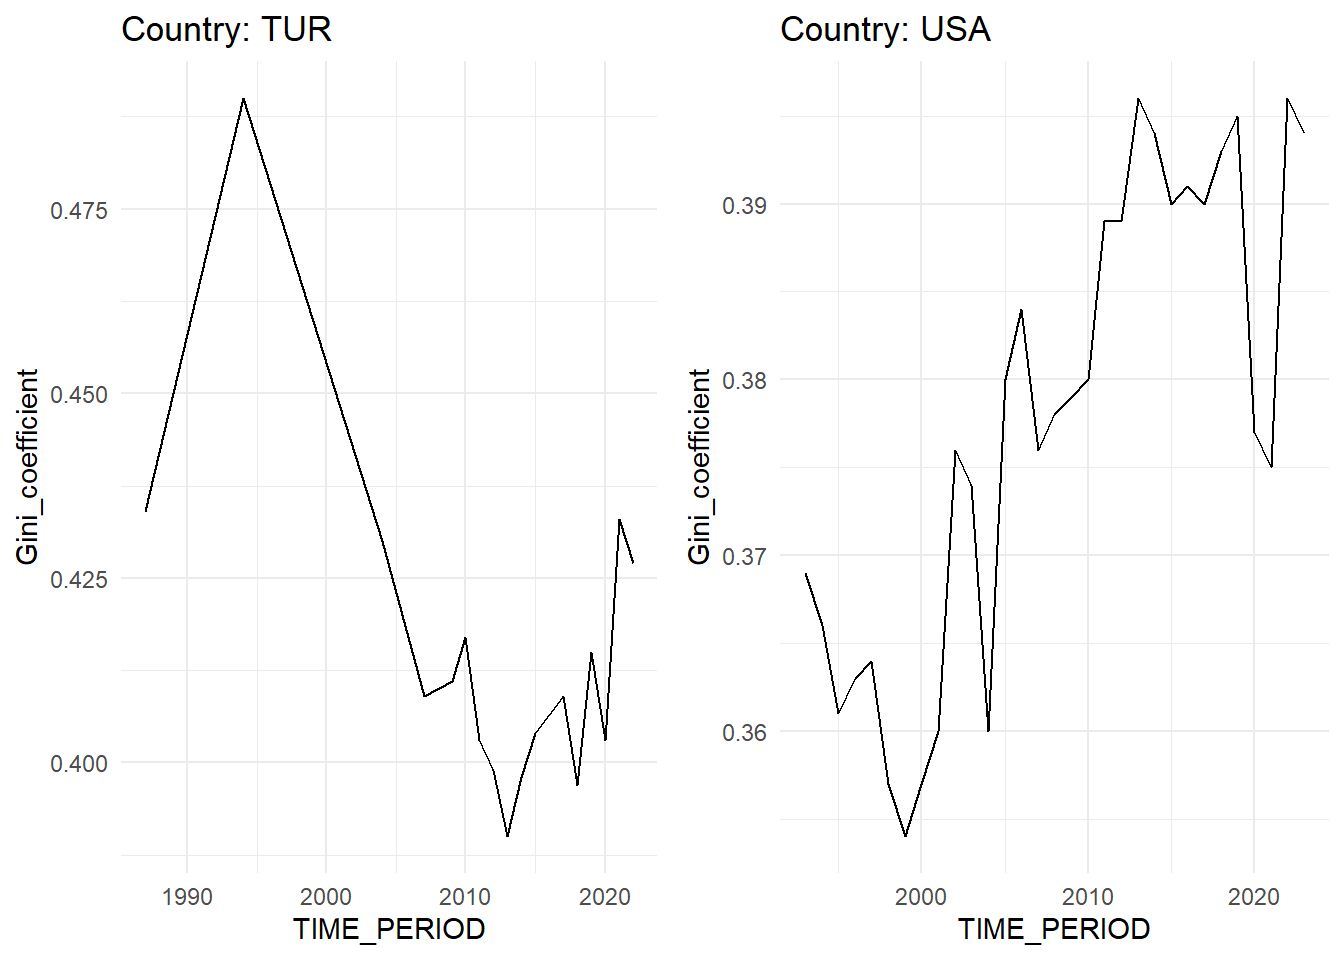 Country: TUR
Gini_coefficient
0.475
0.450
0.425
0.400
1990 2000 2010 2020
TIME_PERIOD
Country: USA
Gini_coefficient
0.39
0.38
0.37
0.36
2000 2010 2020
TIME_PERIOD